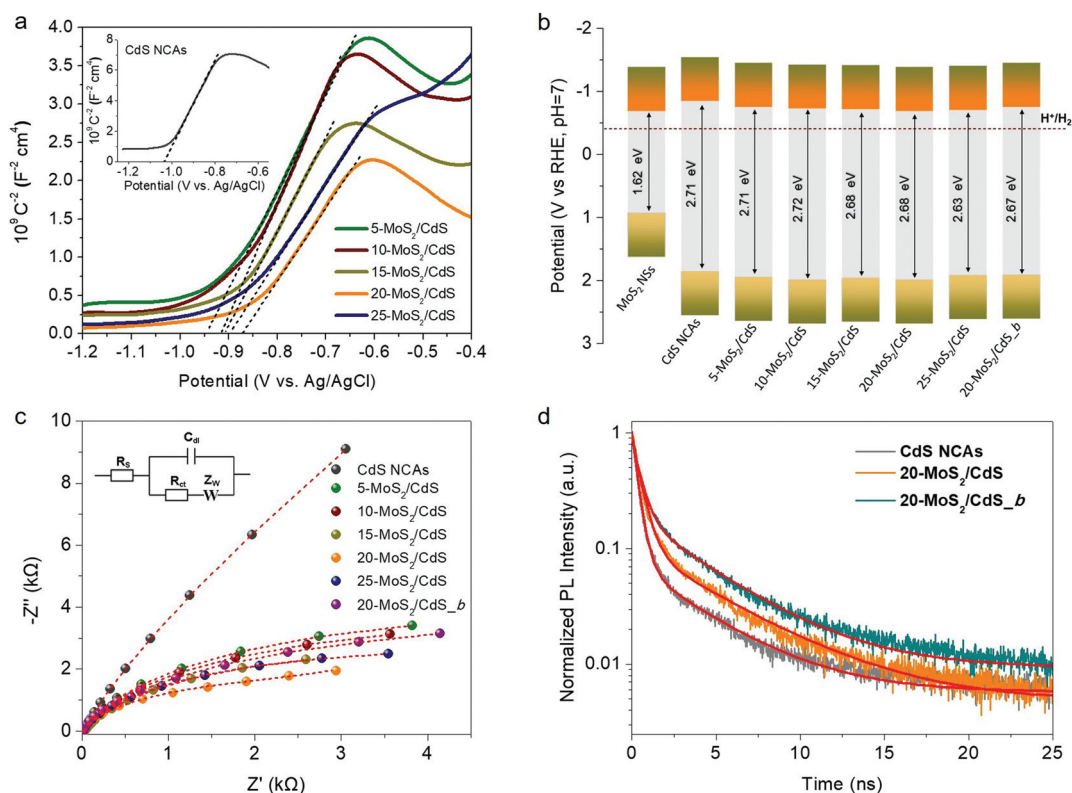 a
4.0
3.5
3.0
2.5
2.0
1.5
1.0
0.5
0.0
10⁹ C⁻² (F⁻² cm⁴)
-1.2 -1.1 -1.0 -0.9 -0.8 -0.7 -0.6 -0.5 -0.4
Potential (V vs. Ag/AgCl)
CdS NCAs
8
6
4
2
0
10⁹ C⁻² (F⁻² cm⁴)
-1.2 -1.0 -0.8 -0.6
Potential (V vs. Ag/AgCl)
5-MoS₂/CdS
10-MoS₂/CdS
15-MoS₂/CdS
20-MoS₂/CdS
25-MoS₂/CdS
b
-2
-1
0
1
2
3
Potential (V vs RHE, pH=7)
H⁺/H₂
1.62 eV
2.71 eV
2.71 eV
2.72 eV
2.68 eV
2.68 eV
2.63 eV
2.67 eV
MoS₂ NSs
CdS NCAs
5-MoS₂/CdS
10-MoS₂/CdS
15-MoS₂/CdS
20-MoS₂/CdS
25-MoS₂/CdS
20-MoS₂/CdS_b
c
10
8
6
4
2
0
-Z'' (kΩ)
0 1 2 3 4
Z' (kΩ)
R_S
C_dl
R_ct
Z_W
W
CdS NCAs
5-MoS₂/CdS
10-MoS₂/CdS
15-MoS₂/CdS
20-MoS₂/CdS
25-MoS₂/CdS
20-MoS₂/CdS_b
d
1
0.1
0.01
Normalized PL Intensity (a.u.)
0 5 10 15 20 25
Time (ns)
CdS NCAs
20-MoS₂/CdS
20-MoS₂/CdS_b